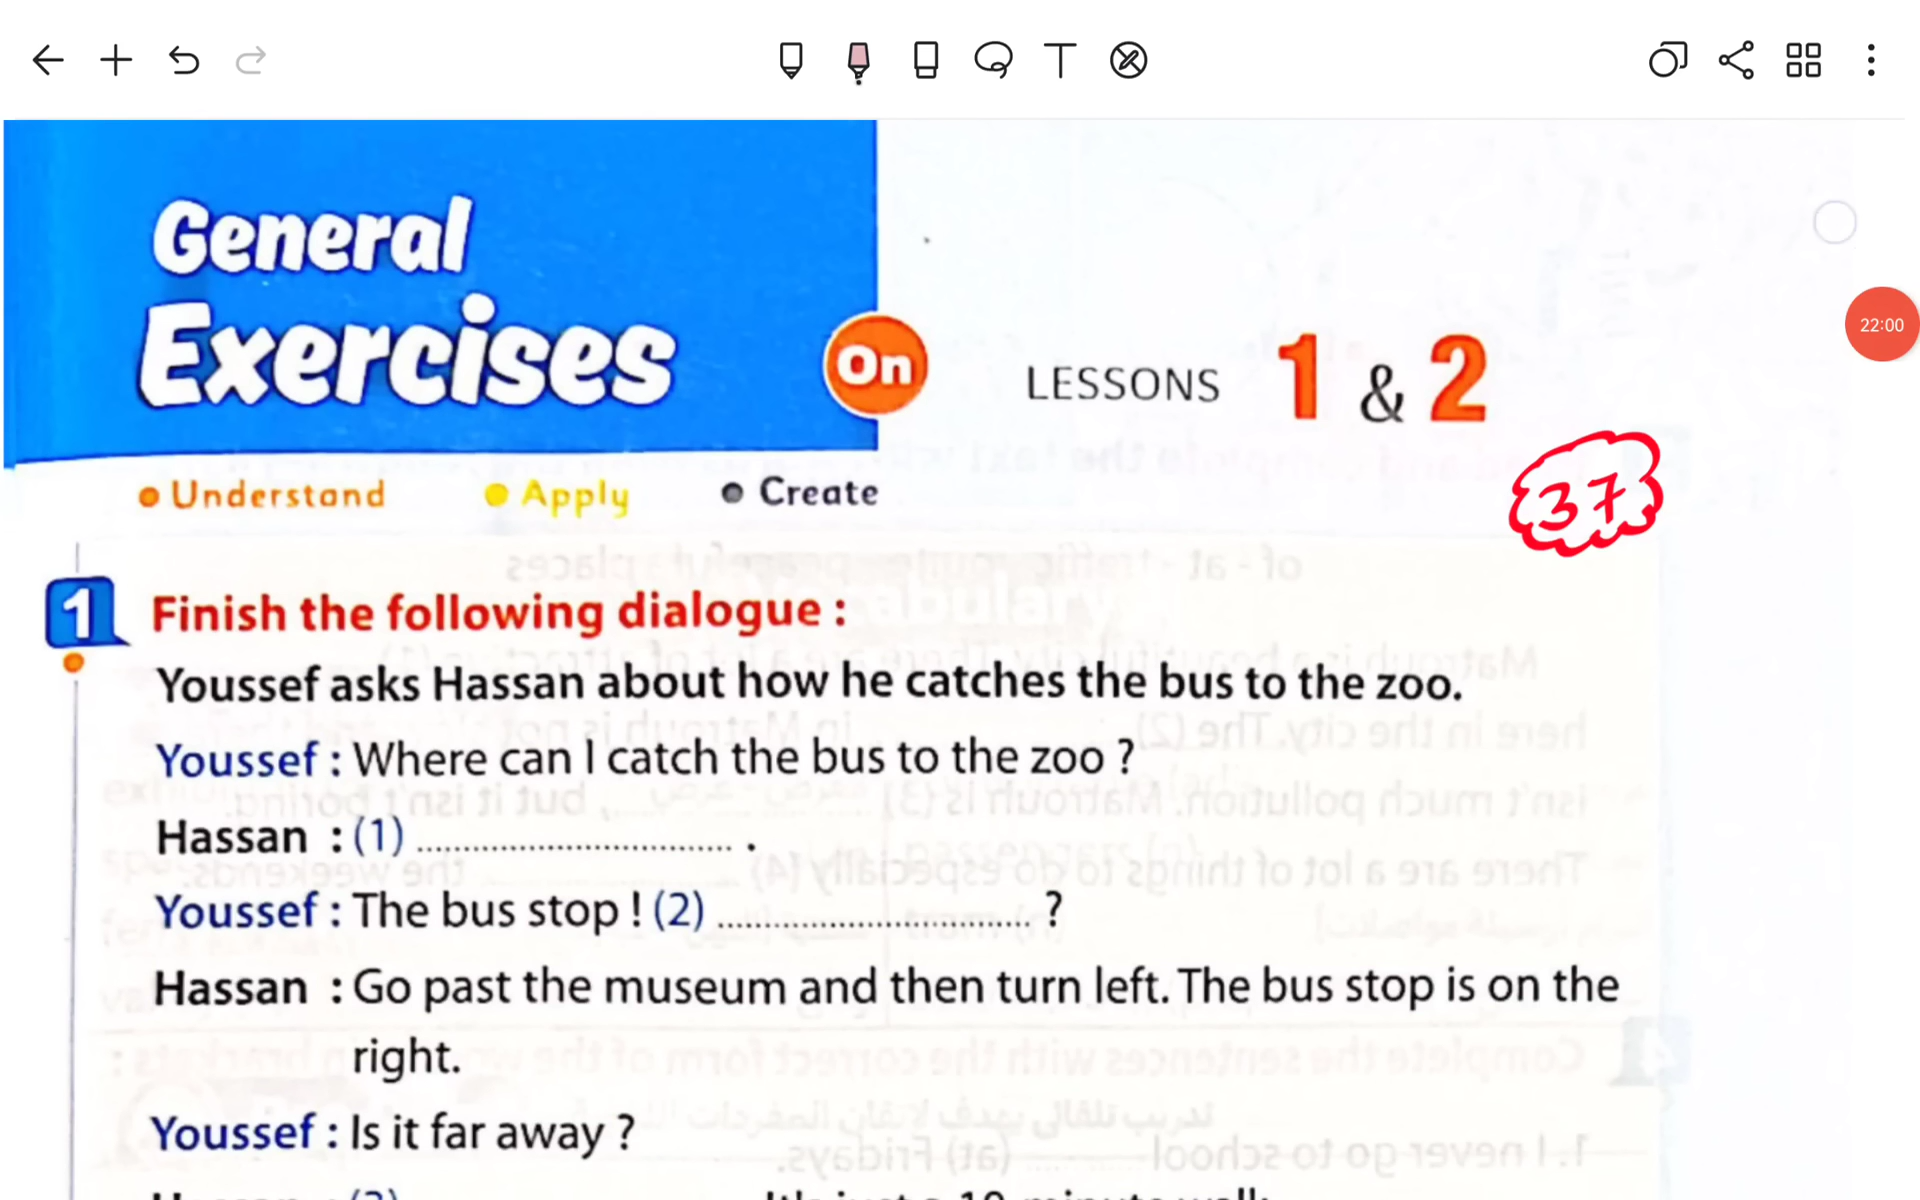 22:00
General
Exercises
On
LESSONS 1 & 2
Understand Apply Create
37
1 Finish the following dialogue :
Youssef asks Hassan about how he catches the bus to the zoo.
Youssef : Where can I catch the bus to the zoo ?
Hassan : (1) .................................. .
Youssef : The bus stop ! (2) .................................. ?
Hassan : Go past the museum and then turn left. The bus stop is on the
right.
Youssef : Is it far away ?